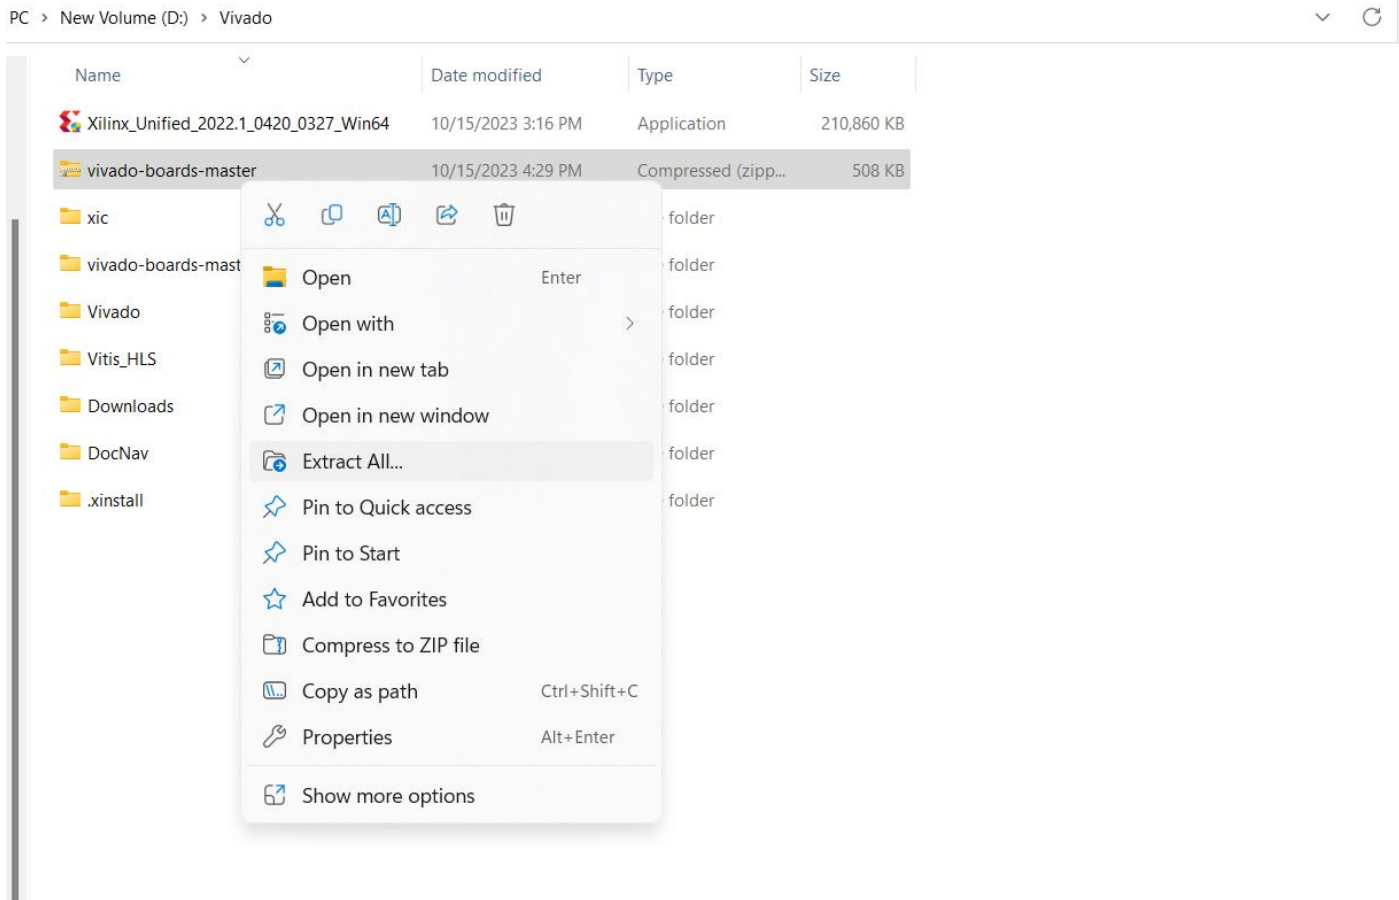 PC > New Volume (D:) > Vivado
Name Date modified Type Size
Xilinx_Unified_2022.1_0420_0327_Win64 10/15/2023 3:16 PM Application 210,860 KB
vivado-boards-master 10/15/2023 4:29 PM Compressed (zipp... 508 KB
xic folder
vivado-boards-mast folder
Vivado folder
Vitis_HLS folder
Downloads folder
DocNav folder
.xinstall folder
Open Enter
Open with
Open in new tab
Open in new window
Extract All...
Pin to Quick access
Pin to Start
Add to Favorites
Compress to ZIP file
Copy as path Ctrl+Shift+C
Properties Alt+Enter
Show more options